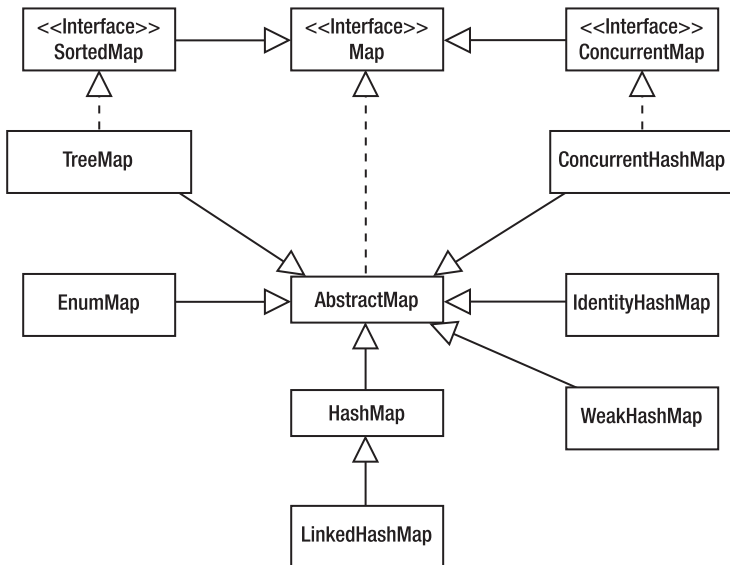 <<Interface>>
SortedMap
<<Interface>>
Map
<<Interface>>
ConcurrentMap
TreeMap
ConcurrentHashMap
EnumMap
AbstractMap
IdentityHashMap
HashMap
WeakHashMap
LinkedHashMap